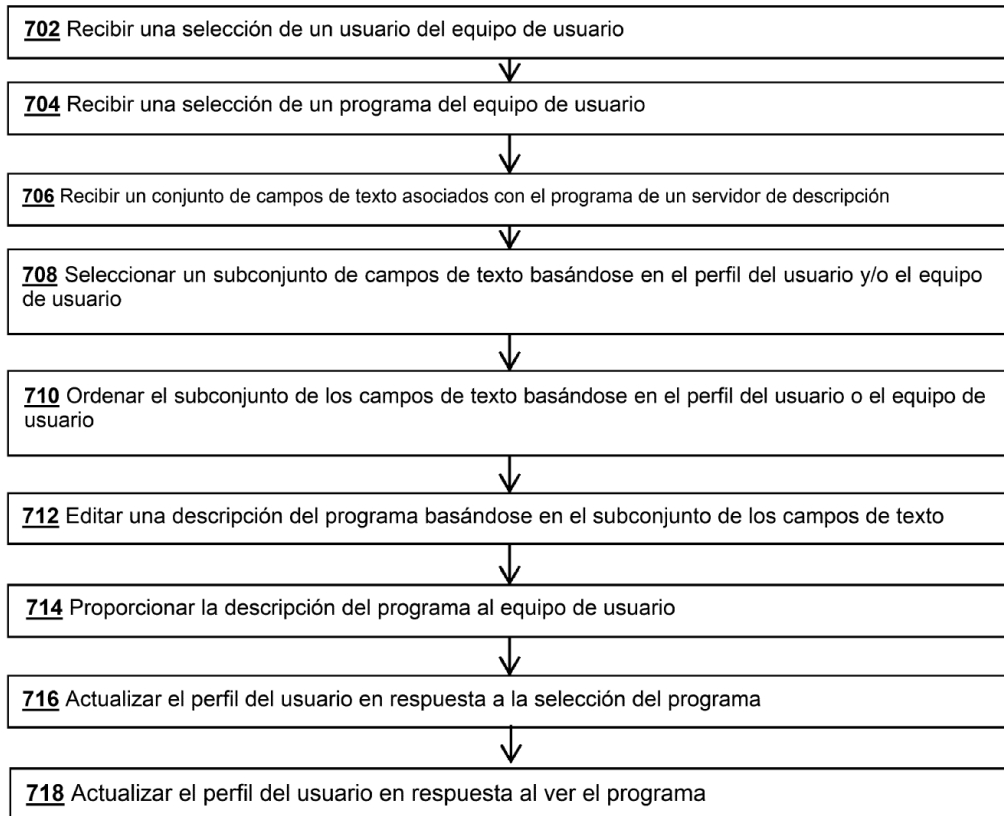 702 Recibir una selección de un usuario del equipo de usuario
704 Recibir una selección de un programa del equipo de usuario
706 Recibir un conjunto de campos de texto asociados con el programa de un servidor de descripción
708 Seleccionar un subconjunto de campos de texto basándose en el perfil del usuario y/o el equipo
de usuario
710 Ordenar el subconjunto de los campos de texto basándose en el perfil del usuario o el equipo de
usuario
712 Editar una descripción del programa basándose en el subconjunto de los campos de texto
714 Proporcionar la descripción del programa al equipo de usuario
716 Actualizar el perfil del usuario en respuesta a la selección del programa
718 Actualizar el perfil del usuario en respuesta al ver el programa